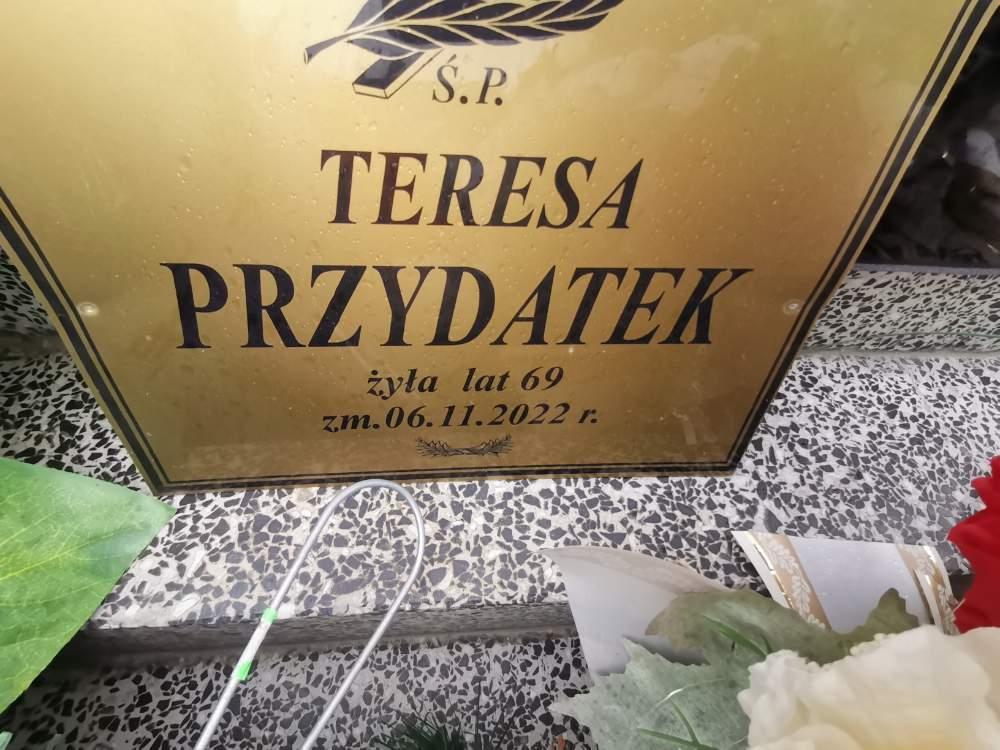 Ś.P.
TERESA
PRZYDATEK
żyła lat 69
zm.06.11.2022 r.